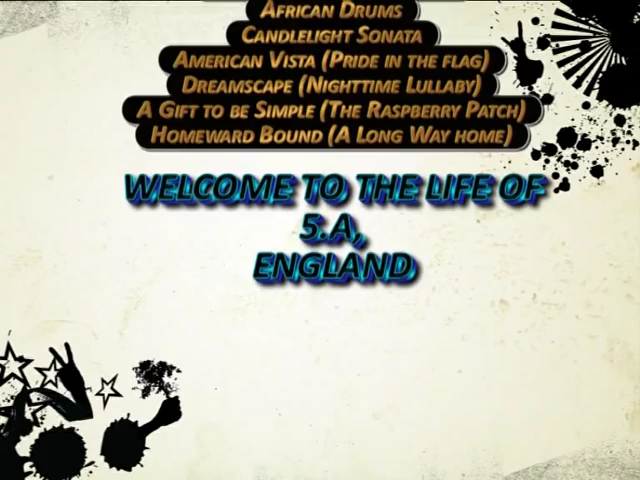 AFRICAN DRUMS
CANDLELIGHT SONATA
AMERICAN VISTA (PRIDE IN THE FLAG)
DREAMSCAPE (NIGHTTIME LULLABY)
A GIFT TO BE SIMPLE (THE RASPBERRY PATCH)
HOMEWARD BOUND (A LONG WAY HOME)
WELCOME TO THE LIFE OF
5.A,
ENGLAND